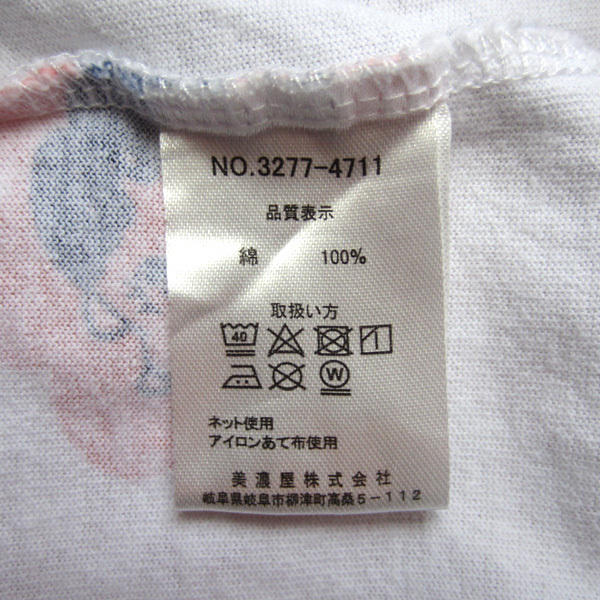 NO.3277-4711
品質表示
綿 100%
取扱い方
40
W
ネット使用
アイロンあて布使用
美濃屋株式会社
岐阜県岐阜市柳津町高桑5-112